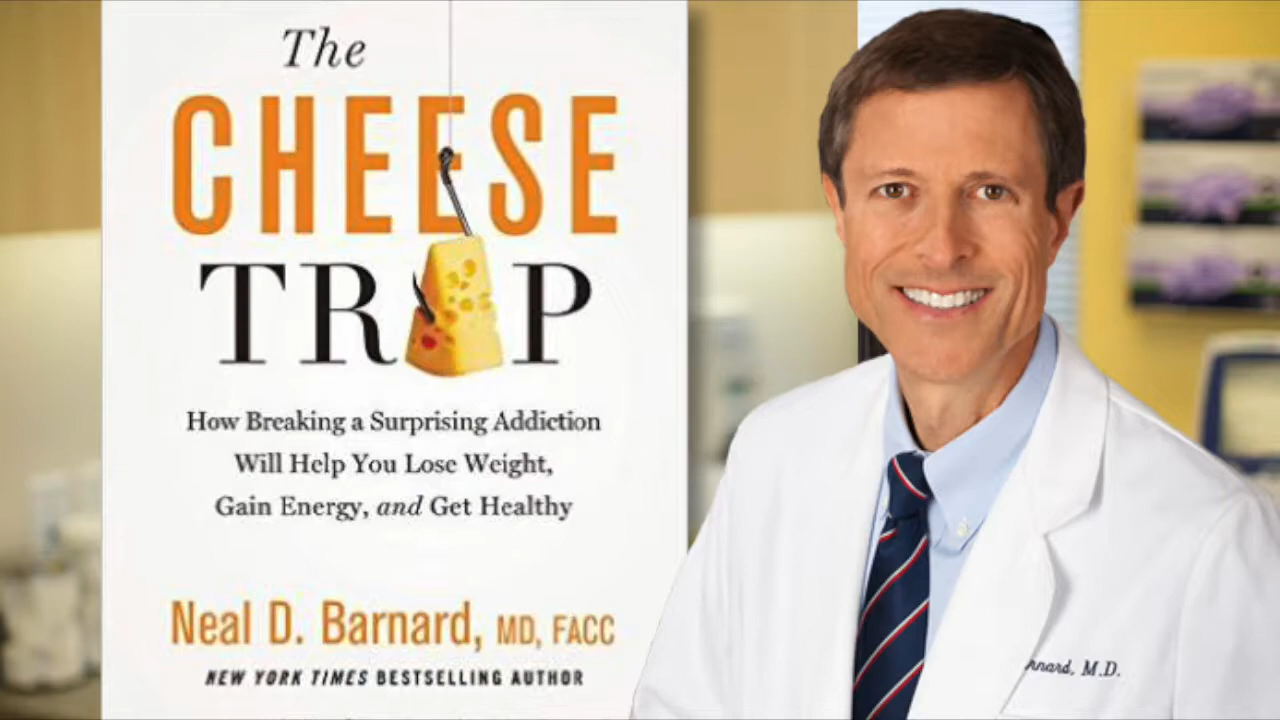 The
CHEESE
TRAP
How Breaking a Surprising Addiction
Will Help You Lose Weight,
Gain Energy, and Get Healthy
Neal D. Barnard, MD, FACC
NEW YORK TIMES BESTSELLING AUTHOR
M.D.